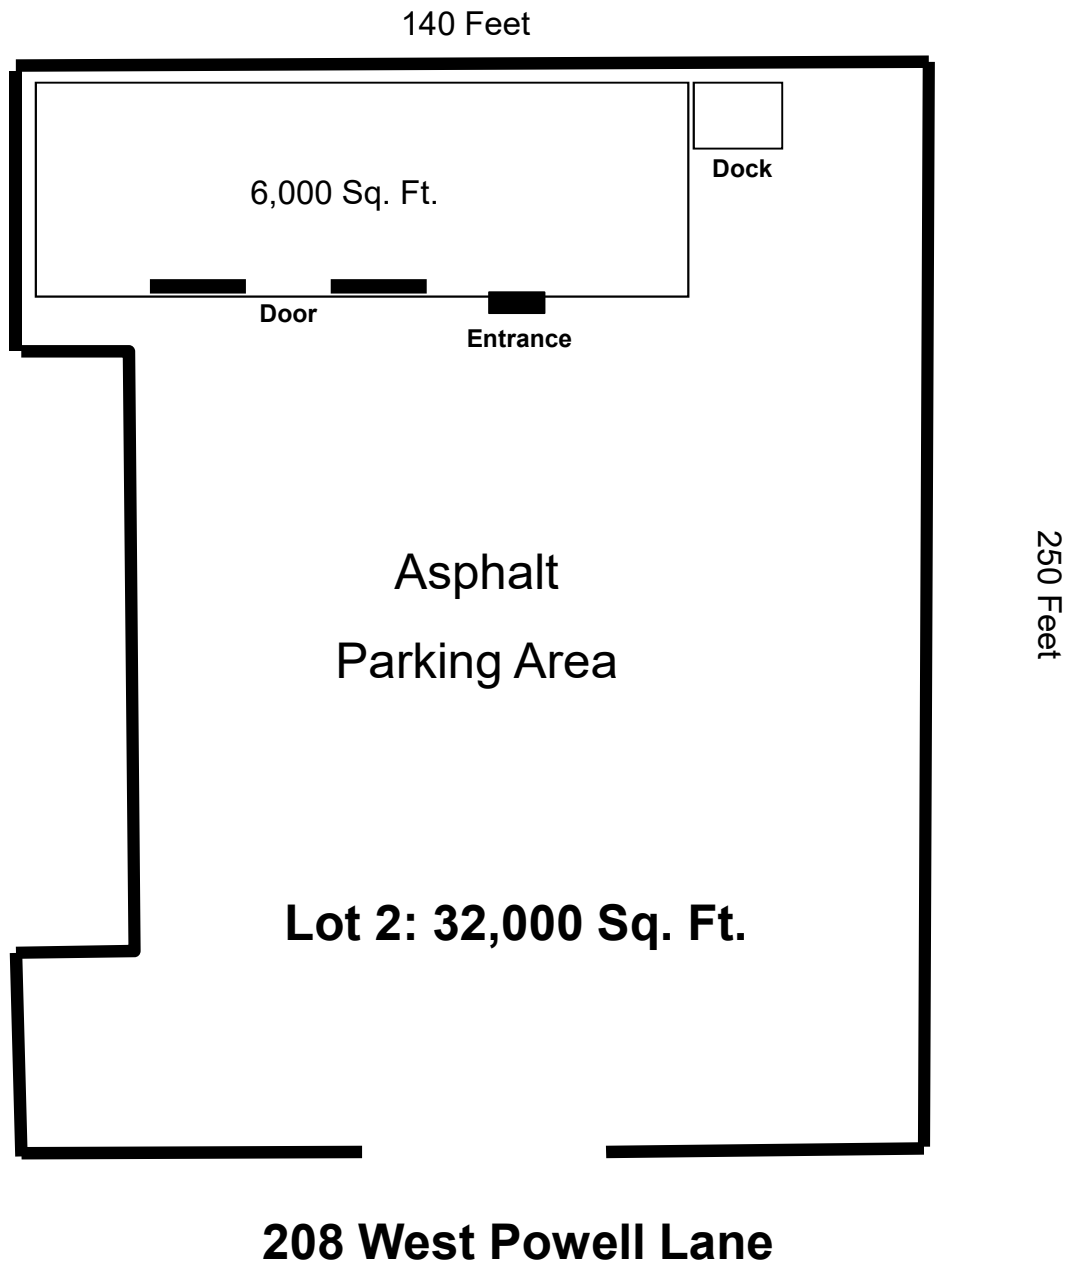 140 Feet
6,000 Sq. Ft.
Dock
Door
Entrance
250 Feet
Asphalt
Parking Area
Lot 2: 32,000 Sq. Ft.
208 West Powell Lane